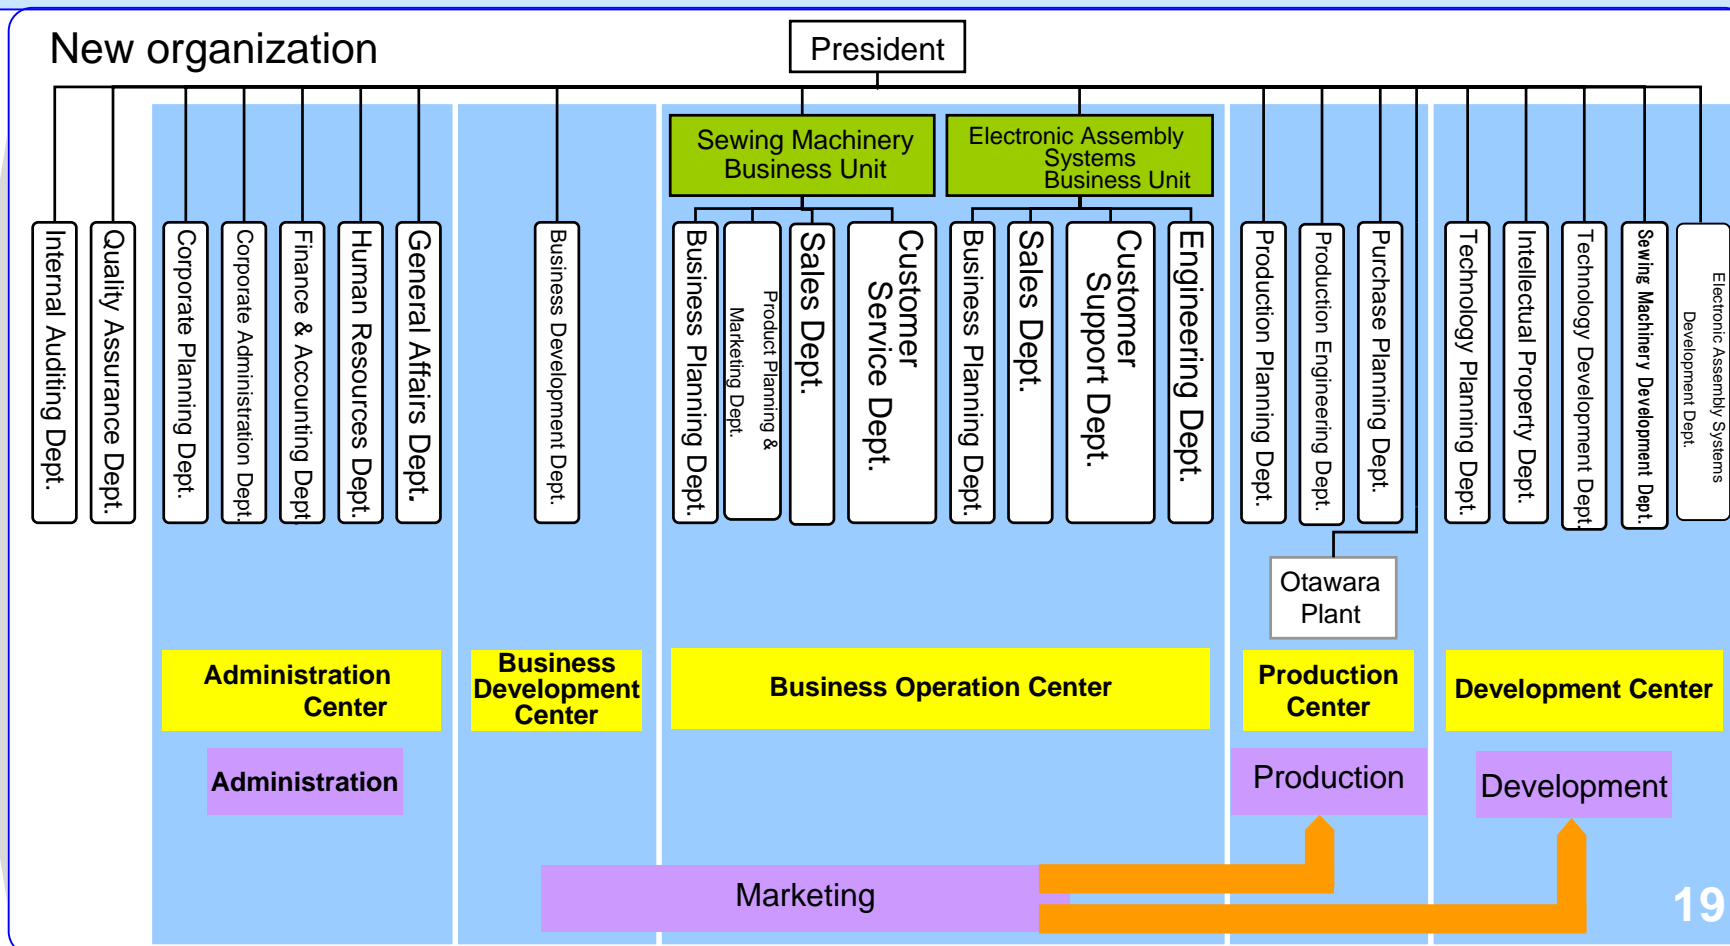 New organization
President
Sewing Machinery
Business Unit
Electronic Assembly
Systems
Business Unit
Internal Auditing Dept.
Quality Assurance Dept.
Corporate Planning Dept.
Corporate Administration Dept.
Finance & Accounting Dept.
Human Resources Dept.
General Affairs Dept.
Business Development Dept.
Business Planning Dept.
Product Planning &
Marketing Dept.
Sales Dept.
Customer
Service Dept.
Business Planning Dept.
Sales Dept.
Customer
Support Dept.
Engineering Dept.
Production Planning Dept.
Production Engineering Dept.
Purchase Planning Dept.
Technology Planning Dept.
Intellectual Property Dept.
Technology Development Dept.
Sewing Machinery Development Dept.
Electronic Assembly Systems
Development Dept.
Otawara
Plant
Administration
Center
Business
Development
Center
Business Operation Center
Production
Center
Development Center
Administration
Production
Development
Marketing
19